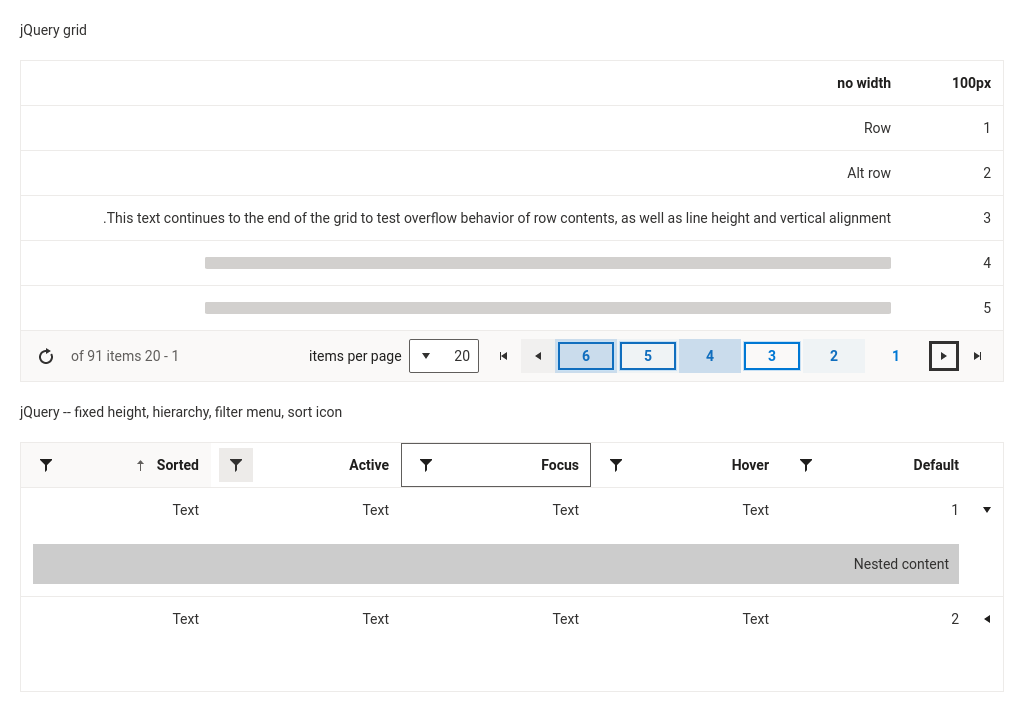 jQuery grid
no width 100px
Row 1
Alt row 2
.This text continues to the end of the grid to test overflow behavior of row contents, as well as line height and vertical alignment 3
4
5
of 91 items 20 - 1 items per page 20 6 5 4 3 2 1
jQuery -- fixed height, hierarchy, filter menu, sort icon
Sorted Active Focus Hover Default
Text Text Text Text 1
Nested content
Text Text Text Text 2